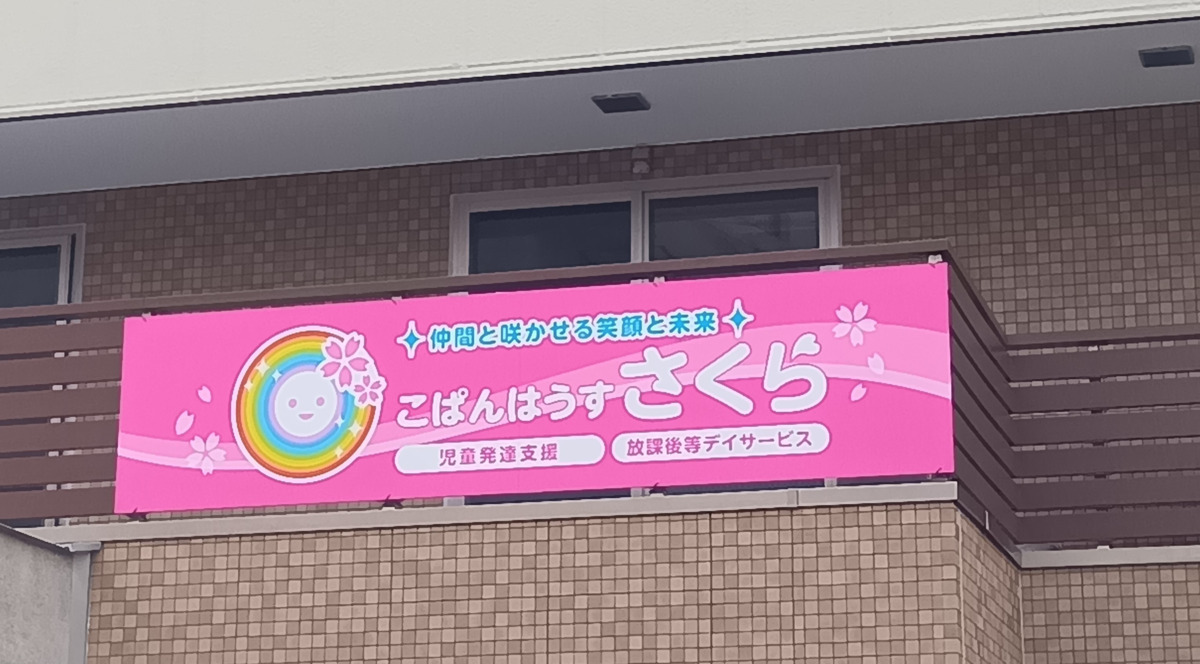 仲間と咲かせる笑顔と未来
こぱんはうすさくら
児童発達支援 放課後等デイサービス